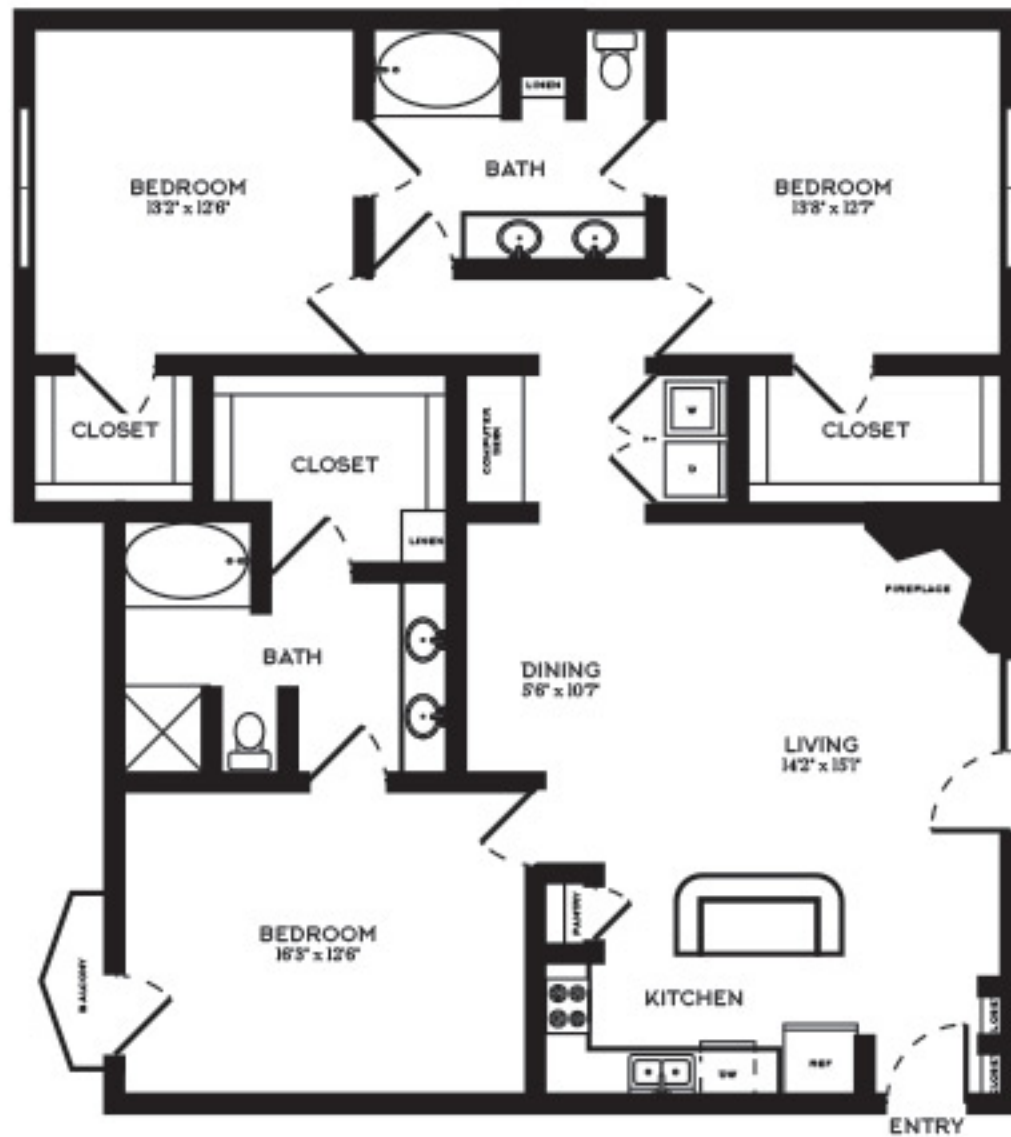 LINEN
BATH
BEDROOM
13'2" x 12'6"
BEDROOM
13'8" x 12'7"
CLOSET
CLOSET
COMPUTER
DESK
W
D
CLOSET
LINEN
FIREPLACE
BATH
DINING
5'6" x 10'7"
LIVING
14'2" x 15'1"
PANTRY
BEDROOM
16'3" x 12'6"
BALCONY
KITCHEN
CLOSE
CLOSET
DW
REF
ENTRY